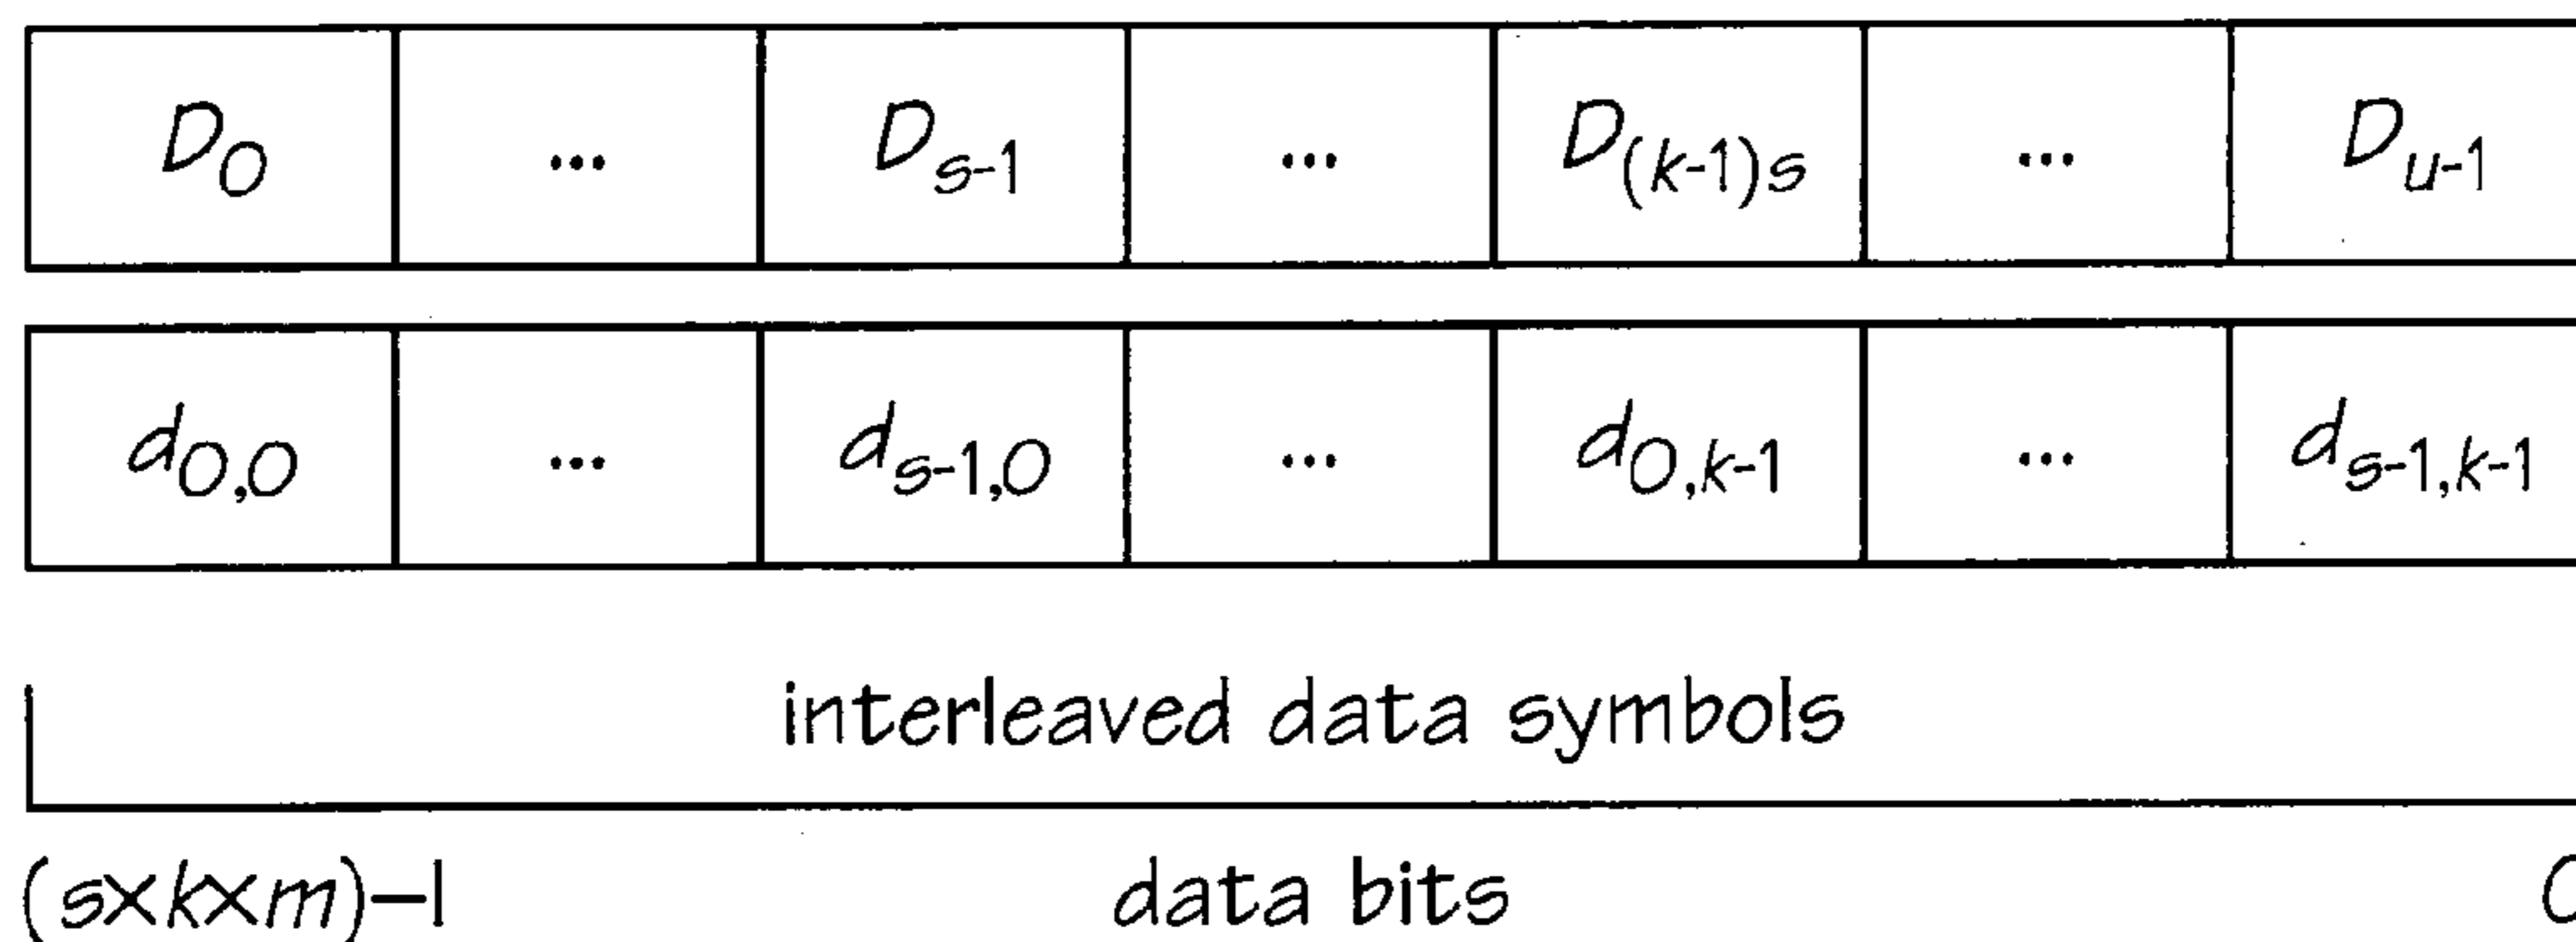 D0 ... Ds-1 ... D(k-1)s ... Du-1
d0,0 ... ds-1,0 ... d0,k-1 ... ds-1,k-1
interleaved data symbols
(s×k×m)–1 data bits 0